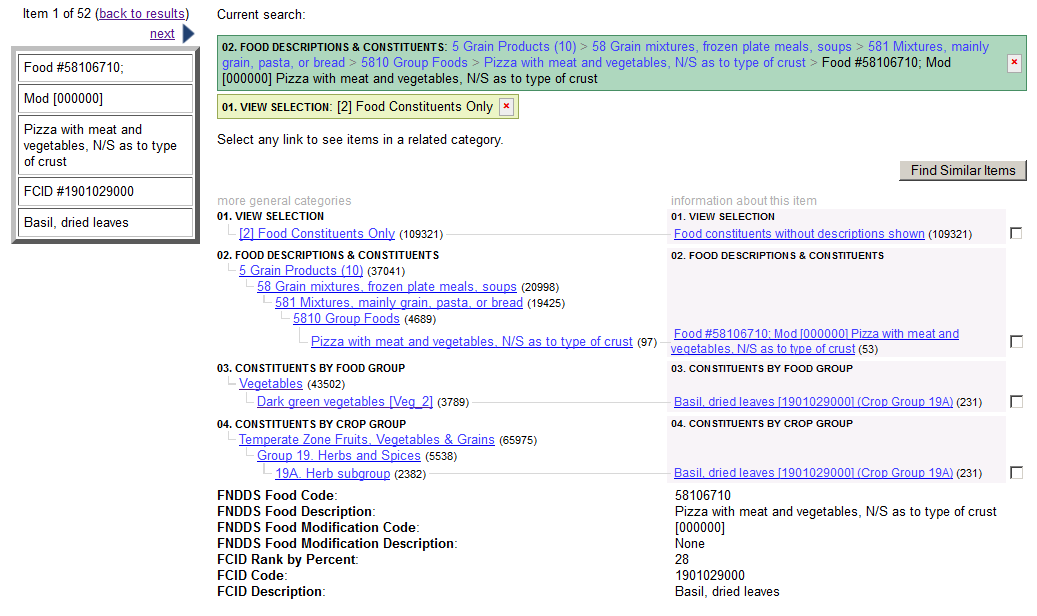 Item 1 of 52 (back to results)
next
Food #58106710;
Mod [000000]
Pizza with meat and
vegetables, N/S as to type
of crust
FCID #1901029000
Basil, dried leaves
Current search:
02. FOOD DESCRIPTIONS & CONSTITUENTS: 5 Grain Products (10) > 58 Grain mixtures, frozen plate meals, soups > 581 Mixtures, mainly
grain, pasta, or bread > 5810 Group Foods > Pizza with meat and vegetables, N/S as to type of crust > Food #58106710; Mod
[000000] Pizza with meat and vegetables, N/S as to type of crust
01. VIEW SELECTION: [2] Food Constituents Only
Select any link to see items in a related category.
Find Similar Items
more general categories
information about this item
01. VIEW SELECTION
01. VIEW SELECTION
[2] Food Constituents Only (109321)
Food constituents without descriptions shown (109321)
02. FOOD DESCRIPTIONS & CONSTITUENTS
02. FOOD DESCRIPTIONS & CONSTITUENTS
5 Grain Products (10) (37041)
58 Grain mixtures, frozen plate meals, soups (20998)
581 Mixtures, mainly grain, pasta, or bread (19425)
5810 Group Foods (4689)
Pizza with meat and vegetables, N/S as to type of crust (97)
Food #58106710; Mod [000000] Pizza with meat and
vegetables, N/S as to type of crust (53)
03. CONSTITUENTS BY FOOD GROUP
03. CONSTITUENTS BY FOOD GROUP
Vegetables (43502)
Dark green vegetables [Veg_2] (3789)
Basil, dried leaves [1901029000] (Crop Group 19A) (231)
04. CONSTITUENTS BY CROP GROUP
04. CONSTITUENTS BY CROP GROUP
Temperate Zone Fruits, Vegetables & Grains (65975)
Group 19. Herbs and Spices (5538)
19A. Herb subgroup (2382)
Basil, dried leaves [1901029000] (Crop Group 19A) (231)
FNDDS Food Code: 58106710
FNDDS Food Description: Pizza with meat and vegetables, N/S as to type of crust
FNDDS Food Modification Code: [000000]
FNDDS Food Modification Description: None
FCID Rank by Percent: 28
FCID Code: 1901029000
FCID Description: Basil, dried leaves